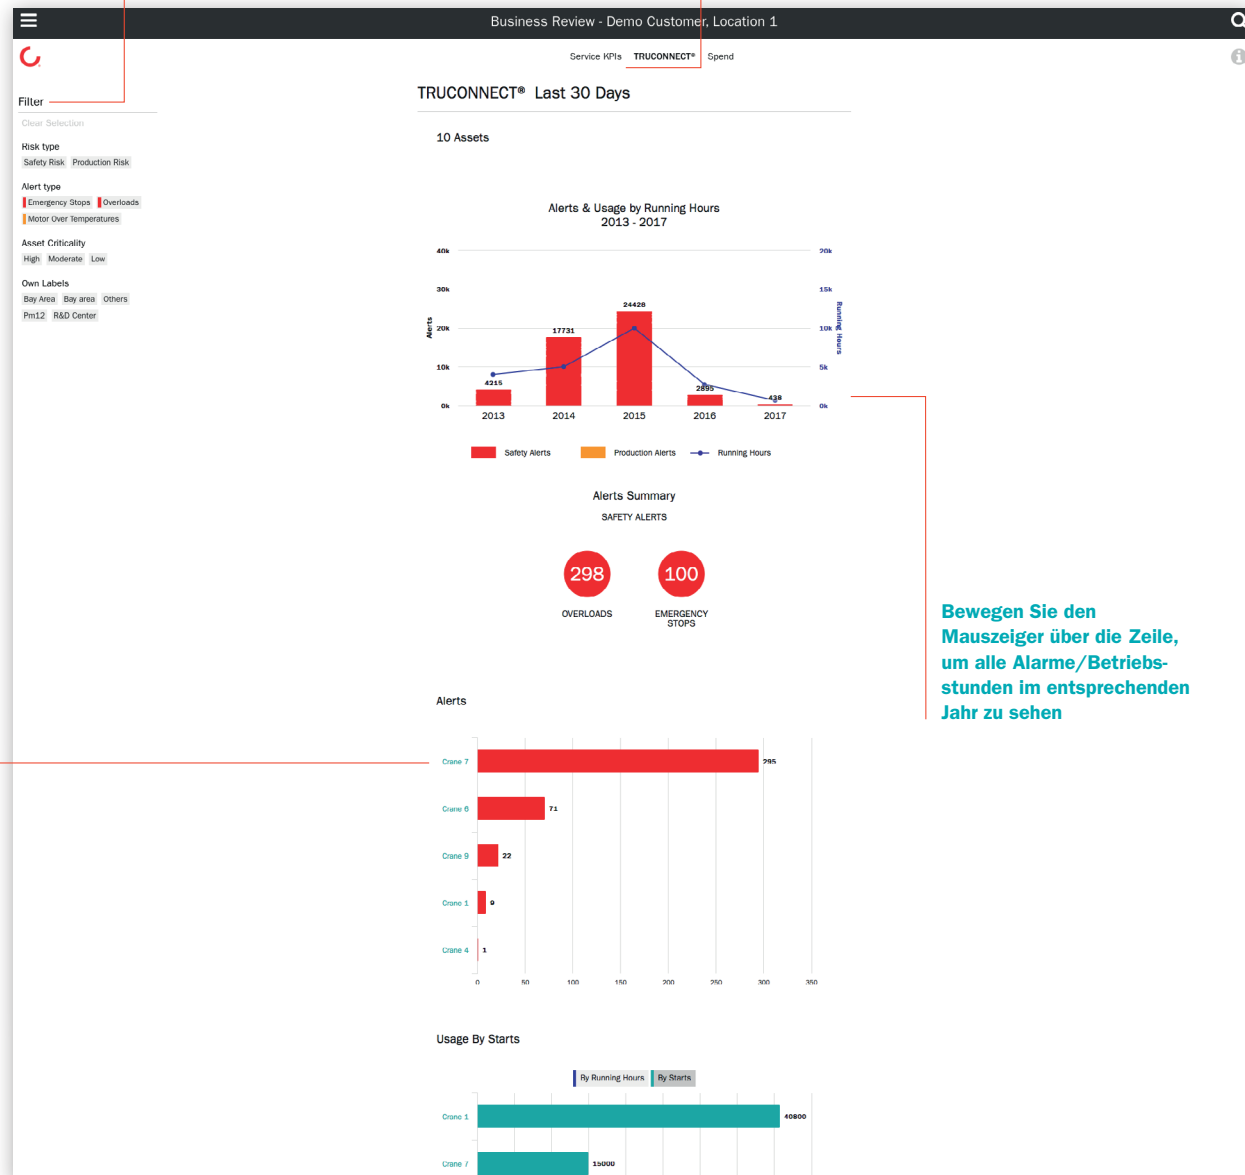 Business Review - Demo Customer, Location 1
Service KPIs TRUCONNECT® Spend
Filter
Clear Selection
Risk type
Safety Risk Production Risk
Alert type
Emergency Stops Overloads
Motor Over Temperatures
Asset Criticality
High Moderate Low
Own Labels
Bay Area Bay area Others
Pm12 R&D Center
TRUCONNECT® Last 30 Days
10 Assets
Alerts & Usage by Running Hours
2013 - 2017
40k 20k
30k 15k
24428
Alerts
20k 17731 10k
Running Hours
10k 5k
4215 2895 438
0k 0k
2013 2014 2015 2016 2017
Safety Alerts Production Alerts Running Hours
Alerts Summary
SAFETY ALERTS
298 100
OVERLOADS EMERGENCY
STOPS
Bewegen Sie den
Mauszeiger über die Zeile,
um alle Alarme/Betriebs-
stunden im entsprechenden
Jahr zu sehen
Alerts
Crane 7 295
Crane 6 71
Crane 9 22
Crane 1 9
Crane 4 1
0 50 100 150 200 250 300 350
Usage By Starts
By Running Hours By Starts
Crane 1 40800
Crane 7 15000